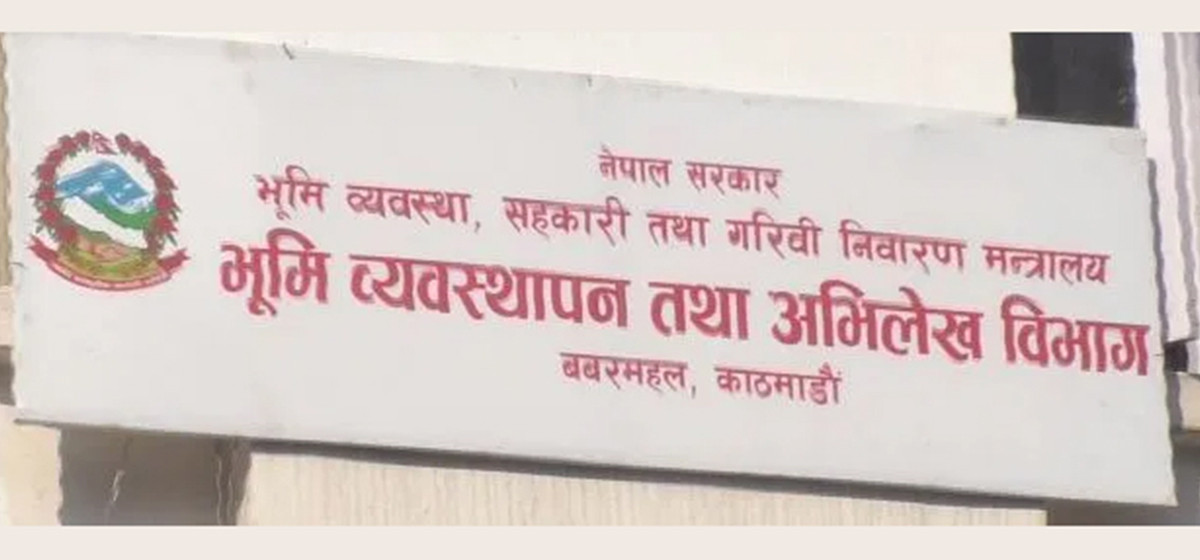 नेपाल सरकार
भूमि व्यवस्था, सहकारी तथा गरिवी निवारण मन्त्रालय
भूमि व्यवस्थापन तथा अभिलेख विभाग
बबरमहल, काठमाडौं